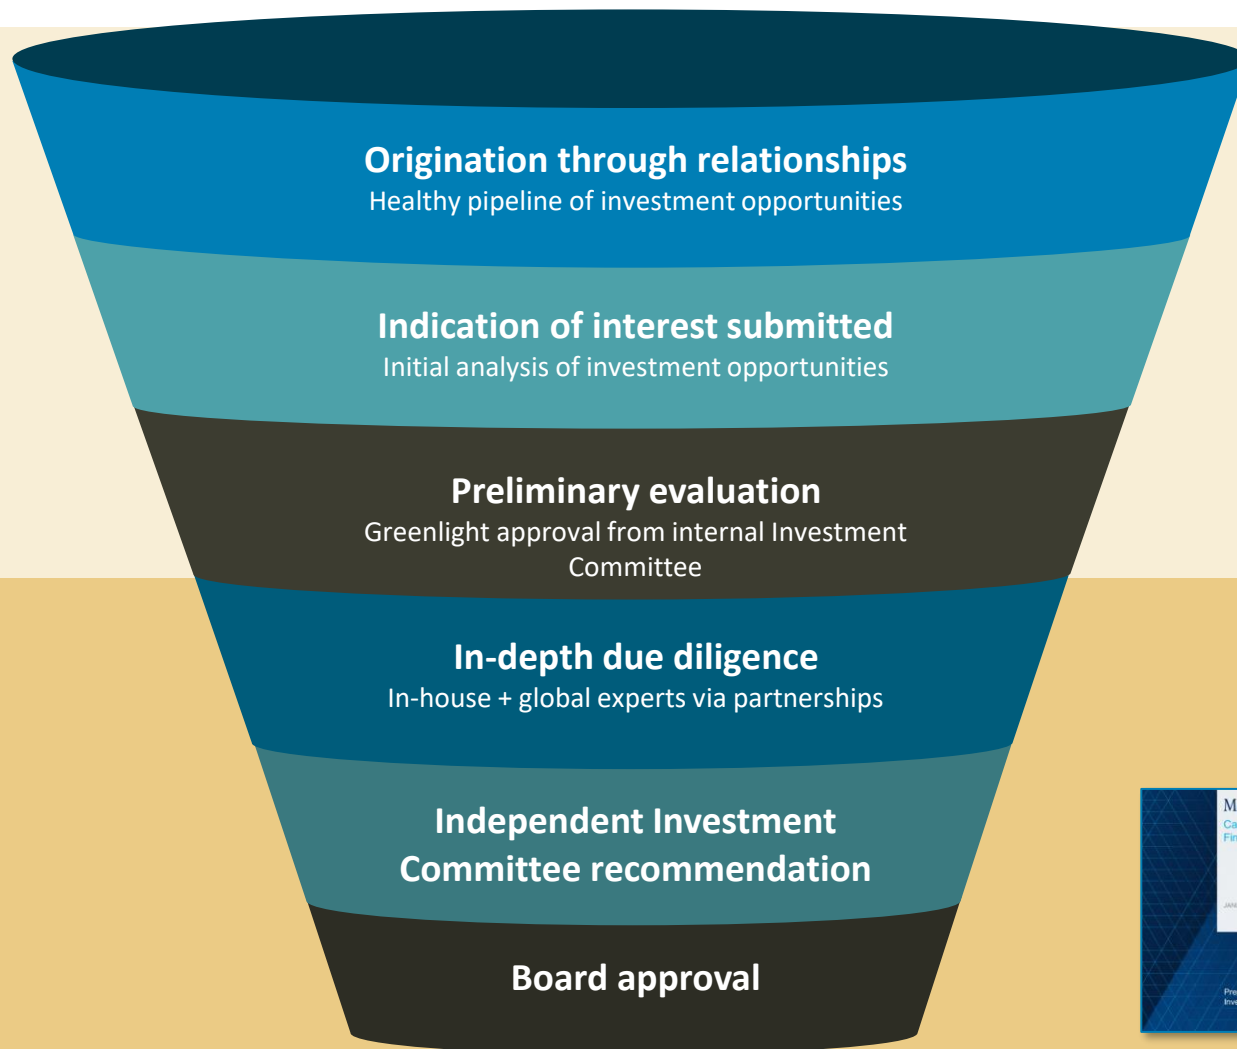 Origination through relationships
Healthy pipeline of investment opportunities
Indication of interest submitted
Initial analysis of investment opportunities
Preliminary evaluation
Greenlight approval from internal Investment
Committee
In-depth due diligence
In-house + global experts via partnerships
Independent Investment
Committee recommendation
Board approval